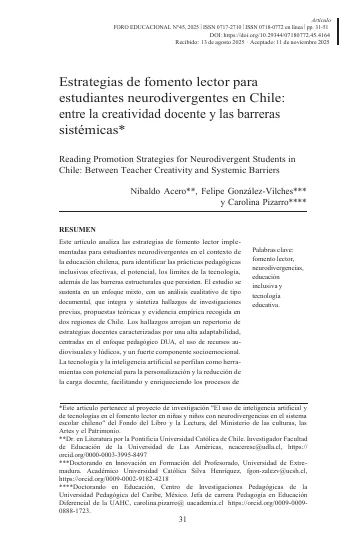 Artículo
FORO EDUCACIONAL Nº45, 2025 | ISSN 0717-2710 | ISSN 0718-0772 en línea | pp. 31-51
DOI: https://doi.org/10.29344/07180772.45.4164
Recibido: 13 de agosto 2025 · Aceptado: 11 de noviembre 2025
Estrategias de fomento lector para
estudiantes neurodivergentes en Chile:
entre la creatividad docente y las barreras
sistémicas*
Reading Promotion Strategies for Neurodivergent Students in
Chile: Between Teacher Creativity and Systemic Barriers
Nibaldo Acero**, Felipe González-Vilches***
y Carolina Pizarro****
RESUMEN
Este artículo analiza las estrategias de fomento lector imple-
mentadas para estudiantes neurodivergentes en el contexto de
la educación chilena, para identificar las prácticas pedagógicas
inclusivas efectivas, el potencial, los límites de la tecnología,
además de las barreras estructurales que persisten. El estudio se
sustenta en un enfoque mixto, con un análisis cualitativo de tipo
documental, que integra y sintetiza hallazgos de investigaciones
previas, propuestas teóricas y evidencia empírica recogida en
dos regiones de Chile. Los hallazgos arrojan un repertorio de
estrategias docentes caracterizadas por una alta adaptabilidad,
centradas en el enfoque pedagógico DUA, el uso de recursos au-
diovisuales y lúdicos, y un fuerte componente socioemocional.
La tecnología y la inteligencia artificial se perfilan como herra-
mientas con potencial para la personalización y la reducción de
la carga docente, facilitando y enriqueciendo los procesos de
Palabras clave:
fomento lector,
neurodivergencias,
educación
inclusiva y
tecnología
educativa.
*Este artículo pertenece al proyecto de investigación "El uso de inteligencia artificial y
de tecnologías en el fomento lector en niñas y niños con neurodivergencias en el sistema
escolar chileno" del Fondo del Libro y la Lectura, del Ministerio de las culturas, las
Artes y el Patrimonio.
**Dr. en Literatura por la Pontificia Universidad Católica de Chile. Investigador Facultad
de Educación de la Universidad de Las Américas, nacaresc@udla.cl, https://
orcid.org/0000-0003-3995-8497
***Doctorando en Innovación en Formación del Profesorado, Universidad de Extre-
madura. Académico Universidad Católica Silva Henríquez, fgon-zalezv@ucsh.cl,
https://orcid.org/0009-0002-9182-4218
****Doctorando en Educación, Centro de Investigaciones Pedagógicas de la
Universidad Pedagógica del Caribe, México. Jefa de carrera Pedagogía en Educación
Diferencial de la UAHC, carolina.pizarro@ uacademia.cl https://orcid.org/0009-0009-
0888-1723.
31